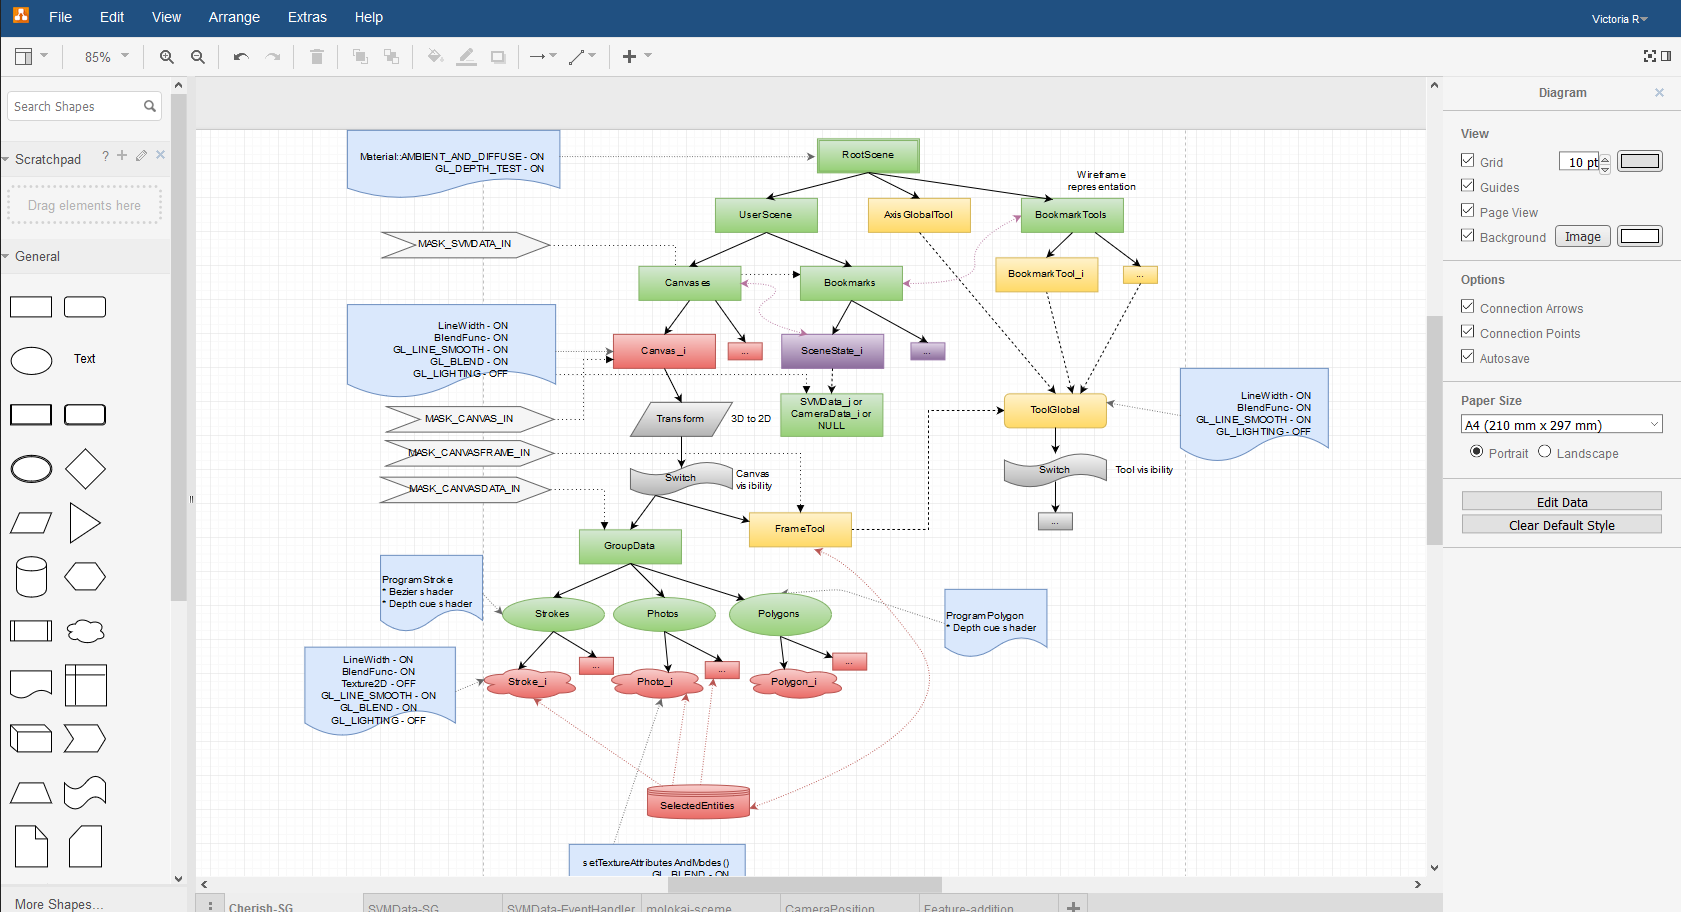 File Edit View Arrange Extras Help
Victoria R
85%
Search Shapes
Scratchpad ?
Drag elements here
General
Text
More Shapes...
Material::AMBIENT_AND_DIFFUSE - ON
GL_DEPTH_TEST - ON
RootScene
Wireframe
representation
UserScene
AxisGlobalTool
BookmarkTools
MASK_SVMDATA_IN
Canvases
Bookmarks
BookmarkTool_i
...
LineWidth - ON
BlendFunc - ON
GL_LINE_SMOOTH - ON
GL_BLEND - ON
GL_LIGHTING - OFF
Canvas_i
...
SceneState_i
...
MASK_CANVAS_IN
Transform
3D to 2D
SVMData_j or
CameraData_i or
NULL
ToolGlobal
LineWidth - ON
BlendFunc - ON
GL_LINE_SMOOTH - ON
GL_LIGHTING - OFF
MASK_CANVASFRAME_IN
Switch
Canvas
visibility
Switch
Tool visibility
MASK_CANVASDATA_IN
FrameTool
...
GroupData
Program Stroke
* Bezier shader
* Depth cue shader
Strokes
Photos
Polygons
Program Polygon
* Depth cue shader
LineWidth - ON
BlendFunc - ON
Texture2D - OFF
GL_LINE_SMOOTH - ON
GL_BLEND - ON
GL_LIGHTING - OFF
...
...
...
Stroke_i
Photo_i
Polygon_i
SelectedEntities
setTextureAttributesAndModes()
GL_BLEND - ON
Cherish-SG
SVMData-SG
SVMData-EventHandler
molokai-sceme
CameraPosition
Feature-addition
Diagram
View
Grid
10 pt
Guides
Page View
Background
Image
Options
Connection Arrows
Connection Points
Autosave
Paper Size
A4 (210 mm x 297 mm)
Portrait
Landscape
Edit Data
Clear Default Style